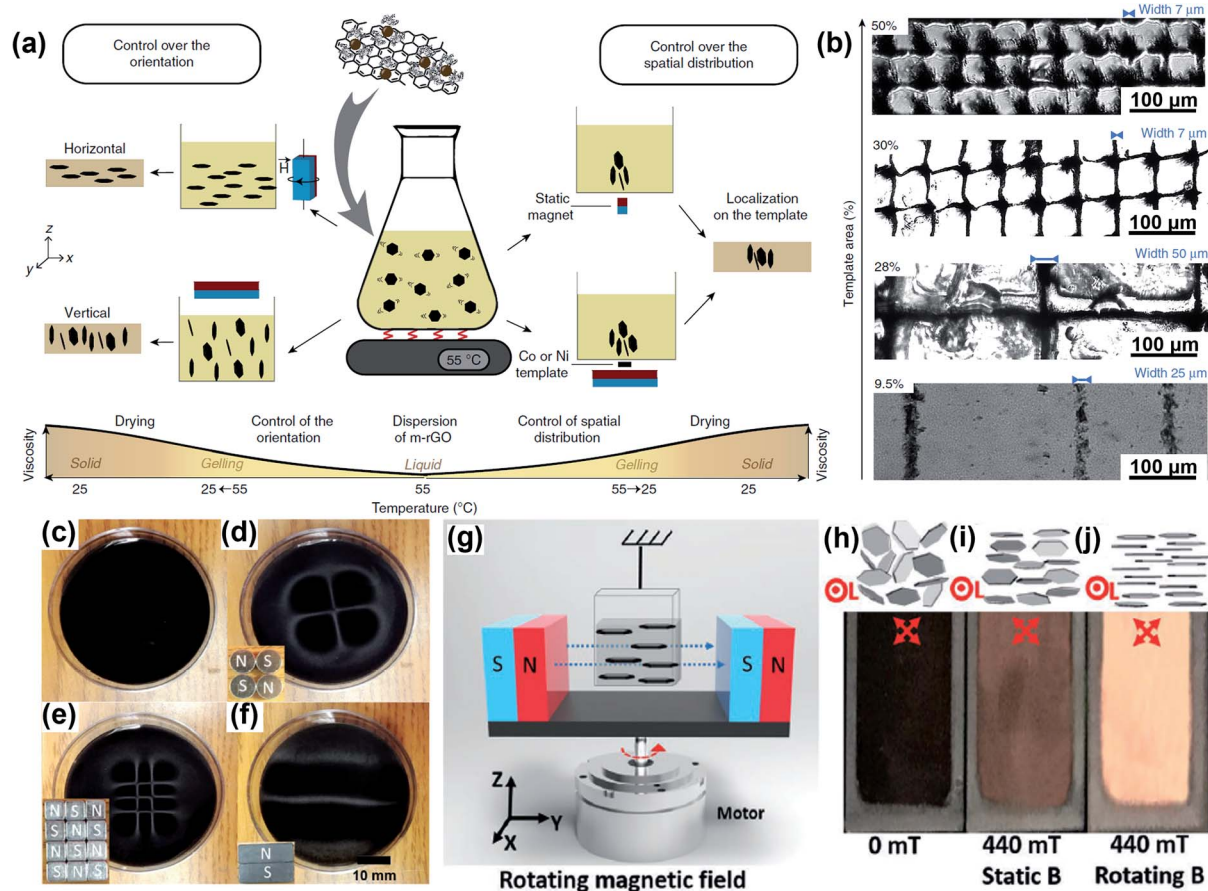 (a)
Control over the
orientation
Control over the
spatial distribution
Horizontal
H
Static
magnet
Localization
on the template
z
y
x
Vertical
55 °C
Co or Ni
template
Drying
Control of the
orientation
Dispersion
of m-rGO
Control of spatial
distribution
Drying
Viscosity
Solid
Gelling
Liquid
Gelling
Solid
Viscosity
25
25←55
55
55→25
25
Temperature (°C)
(b)
Template area (%)
50%
Width 7 μm
100 μm
30%
Width 7 μm
100 μm
28%
Width 50 μm
100 μm
9.5%
Width 25 μm
100 μm
(c)
(d)
N S
S N
(e)
N S N
S N S
N S N
S N S
(f)
N
S
10 mm
(g)
S N
S N
Z
Y
X
Motor
Rotating magnetic field
(h)
(i)
(j)
L
L
L
0 mT
440 mT
Static B
440 mT
Rotating B